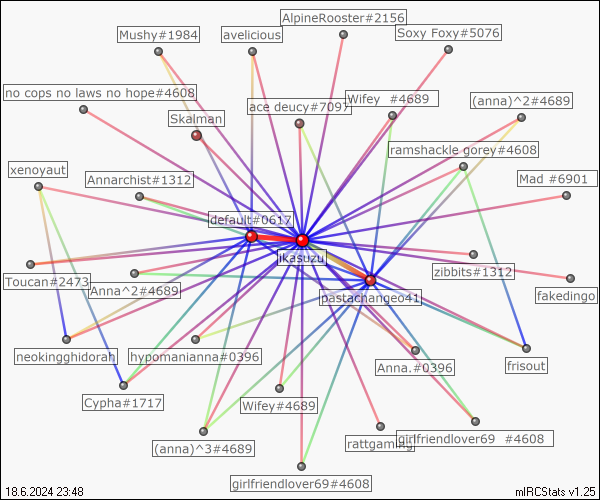 AlpineRooster#2156
Mushy#1984
avelicious
Soxy Foxy#5076
no cops no laws no hope#4608
ace deucy#7097
Wifey  #4689
(anna)^2#4689
Skalman
ramshackle gorey#4608
xenoyaut
Annarchist#1312
Mad #6901
default#0617
ikasuzu
Toucan#2473
Anna^2#4689
zibbits#1312
fakedingo
pastachangeo41
neokingghidorah
hypomanianna#0396
Anna.#0396
frisout
Cypha#1717
Wifey#4689
(anna)^3#4689
rattgaming
girlfriendlover69  #4608
girlfriendlover69#4608
18.6.2024 23:48
mIRCStats v1.25